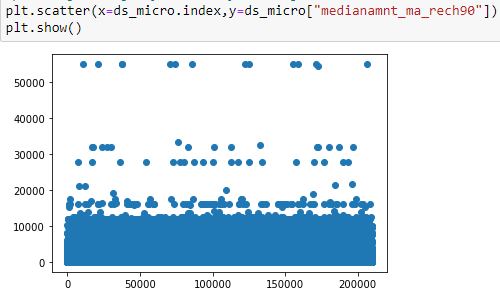 plt.scatter(x=ds_micro.index,y=ds_micro["medianamnt_ma_rech90"])
plt.show()
50000
40000
30000
20000
10000
0
0 50000 100000 150000 200000